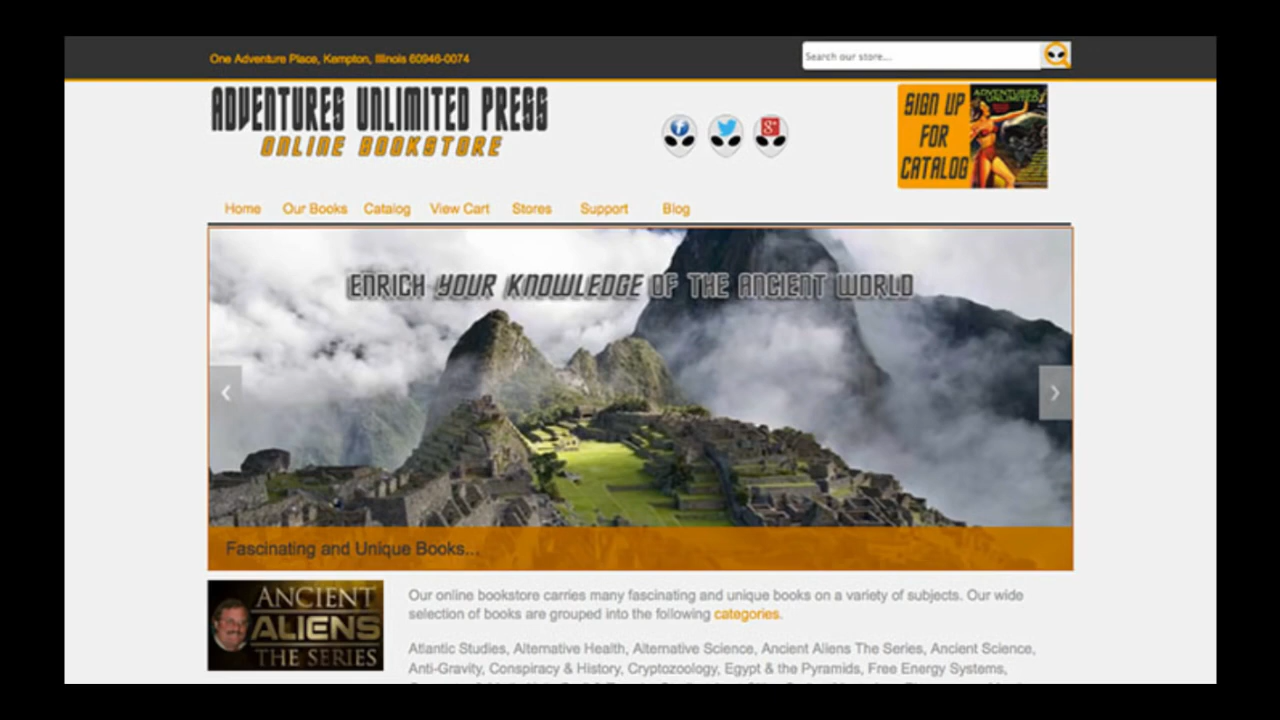 One Adventure Place, Kempton, Illinois 60946-0074
Search our store...
ADVENTURES UNLIMITED PRESS
ONLINE BOOKSTORE
SIGN UP
FOR
CATALOG
ADVENTURES
UNLIMITED
Home Our Books Catalog View Cart Stores Support Blog
ENRICH YOUR KNOWLEDGE OF THE ANCIENT WORLD
Fascinating and Unique Books...
ANCIENT
ALIENS
THE SERIES
Our online bookstore carries many fascinating and unique books on a variety of subjects. Our wide
selection of books are grouped into the following categories.
Atlantic Studies, Alternative Health, Alternative Science, Ancient Aliens The Series, Ancient Science,
Anti-Gravity, Conspiracy & History, Cryptozoology, Egypt & the Pyramids, Free Energy Systems,